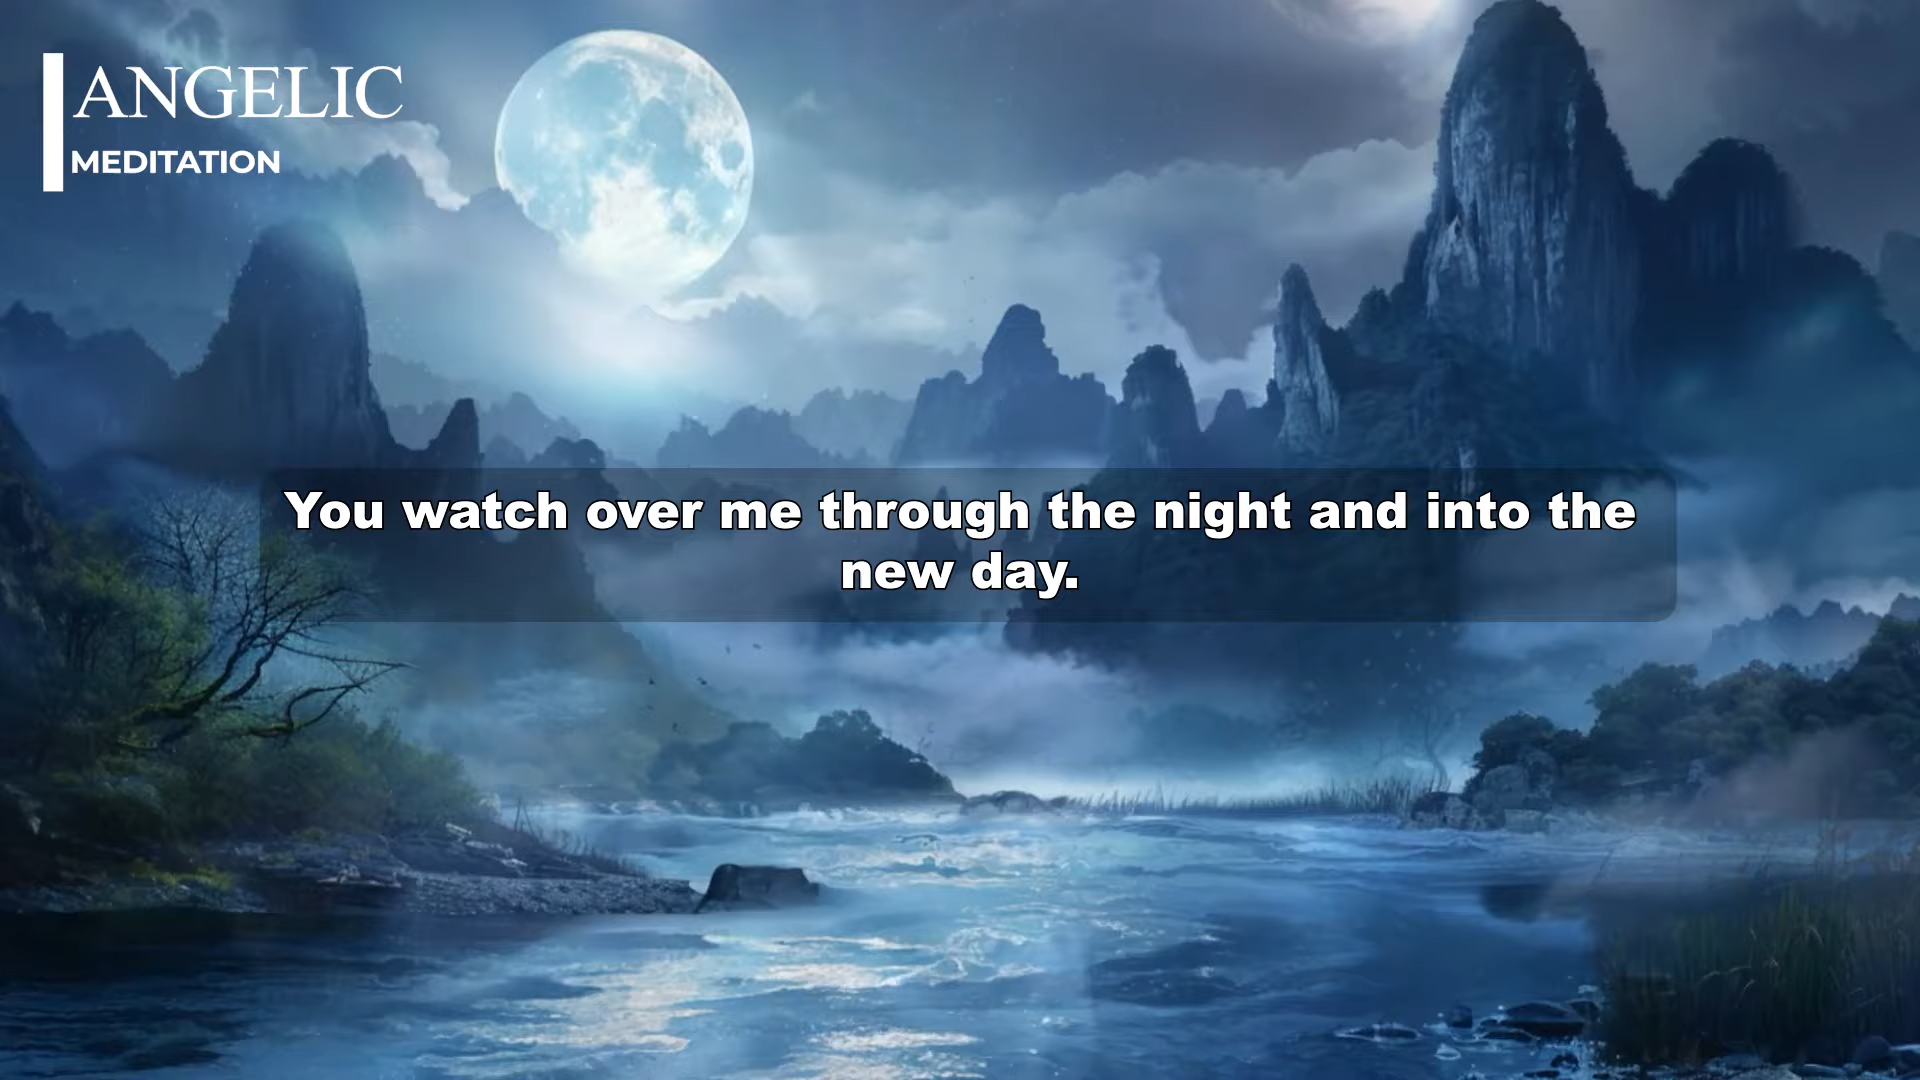 ANGELIC
MEDITATION
You watch over me through the night and into the
new day.